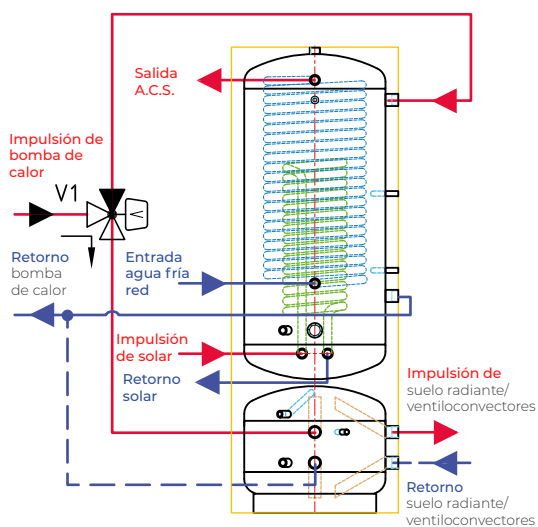 Salida
A.C.S.
Impulsión de
bomba de
calor
V1
V
Retorno
bomba
de calor
Entrada
agua fría
red
Impulsión
de solar
Retorno
solar
Impulsión de
suelo radiante/
ventiloconvectores
Retorno
suelo radiante/
ventiloconvectores